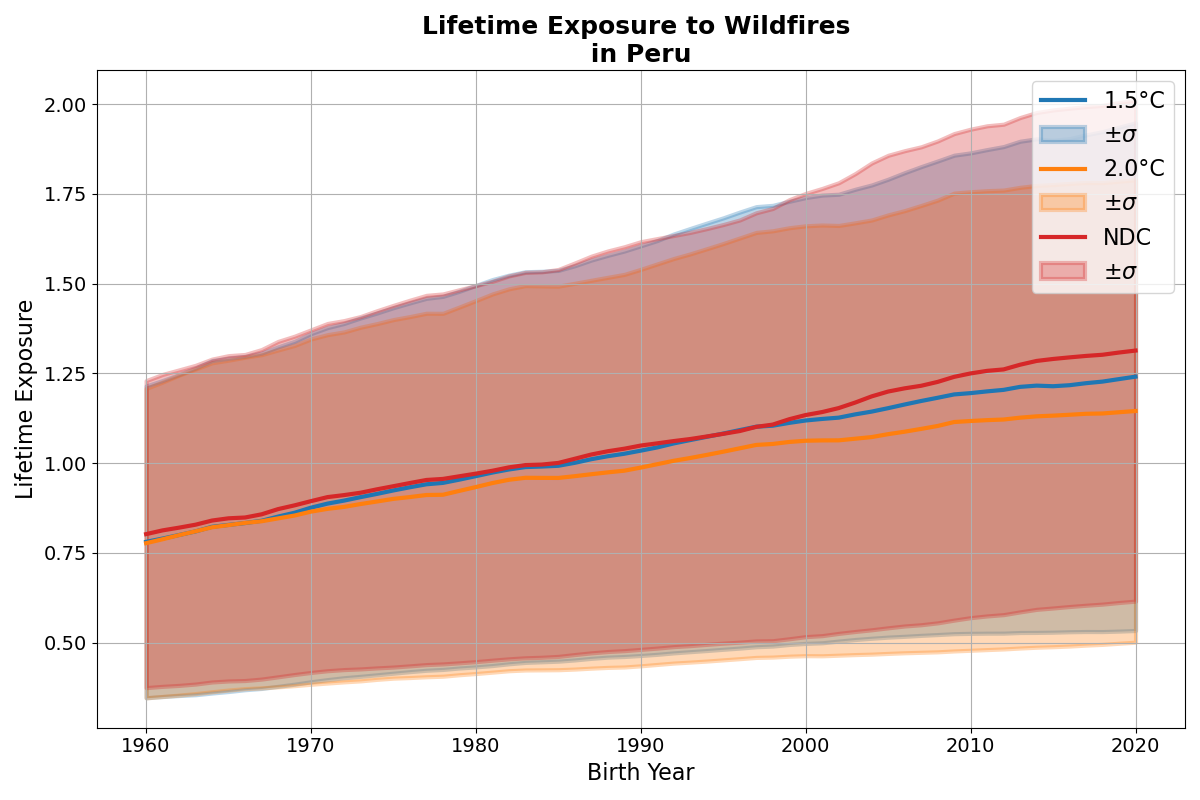 Lifetime Exposure to Wildfires
in Peru
Lifetime Exposure
2.00
1.75
1.50
1.25
1.00
0.75
0.50
1.5°C
±σ
2.0°C
±σ
NDC
±σ
1960 1970 1980 1990 2000 2010 2020
Birth Year